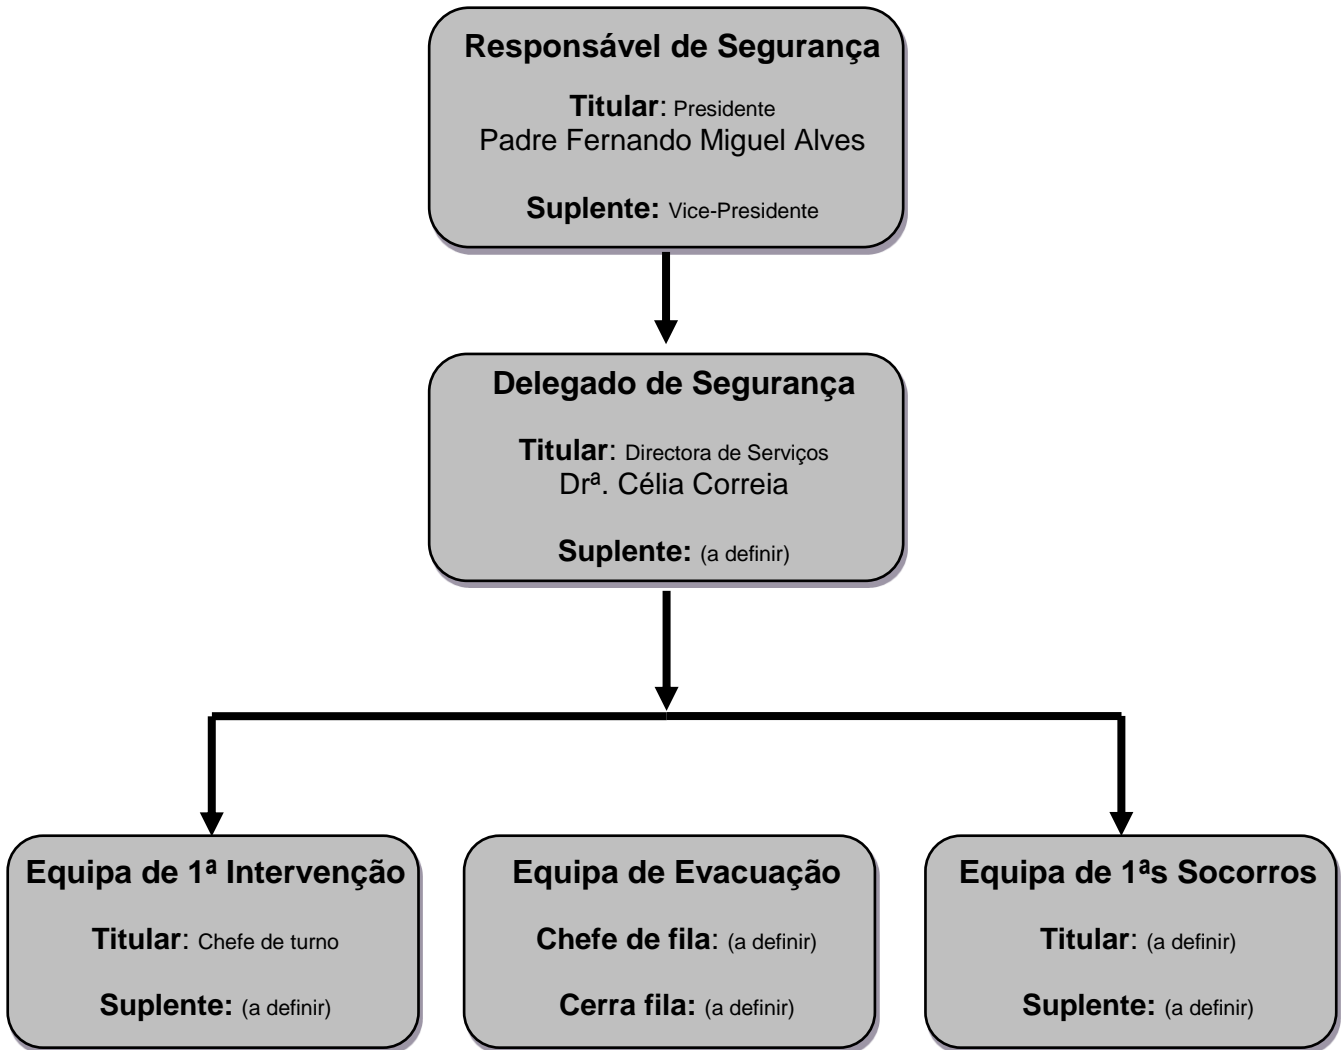 Responsável de Segurança
Titular: Presidente
Padre Fernando Miguel Alves
Suplente: Vice-Presidente
Delegado de Segurança
Titular: Directora de Serviços
Drª. Célia Correia
Suplente: (a definir)
Equipa de 1ª Intervenção
Titular: Chefe de turno
Suplente: (a definir)
Equipa de Evacuação
Chefe de fila: (a definir)
Cerra fila: (a definir)
Equipa de 1ªs Socorros
Titular: (a definir)
Suplente: (a definir)